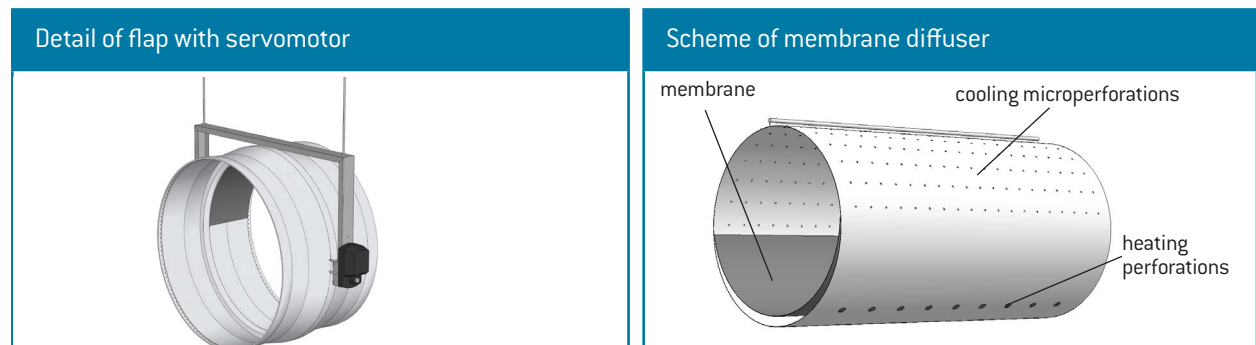 Detail of flap with servomotor
Scheme of membrane diffuser
membrane
cooling microperforations
heating
perforations